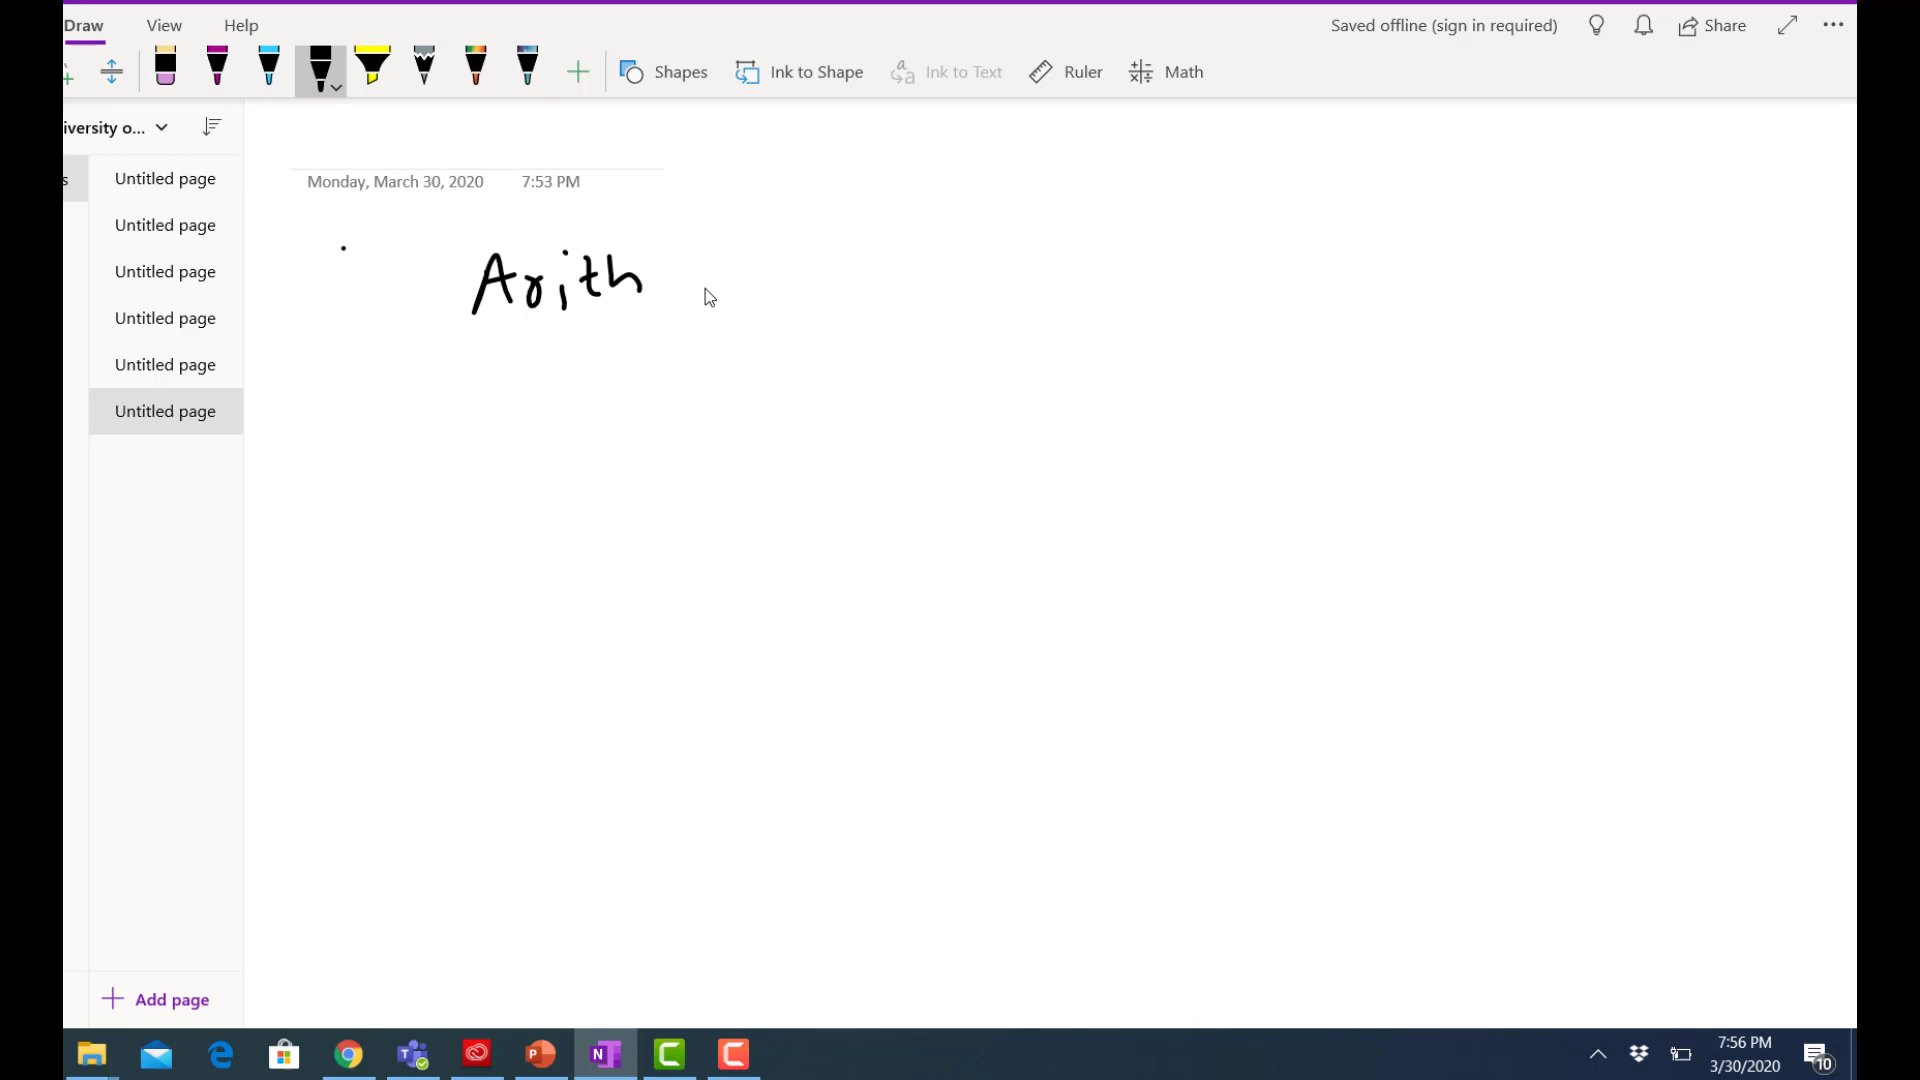 Draw View Help Saved offline (sign in required) Share
Shapes Ink to Shape Ink to Text Ruler Math
iversity o...
s Untitled page
Monday, March 30, 2020 7:53 PM
Untitled page
Arith
Untitled page
Untitled page
Untitled page
Untitled page
Add page
7:56 PM
3/30/2020
10